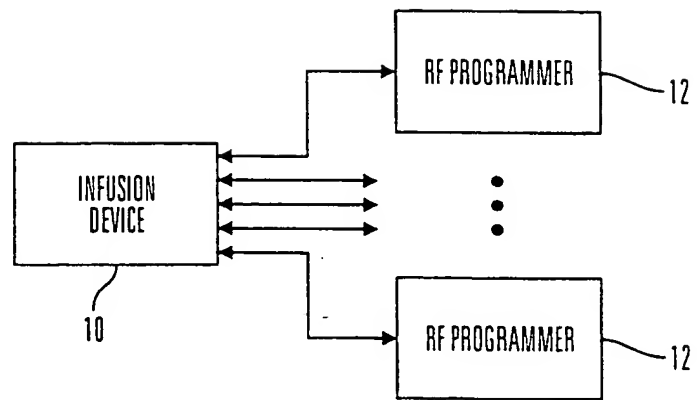 RF PROGRAMMER
12
INFUSION
DEVICE
10
RF PROGRAMMER
12